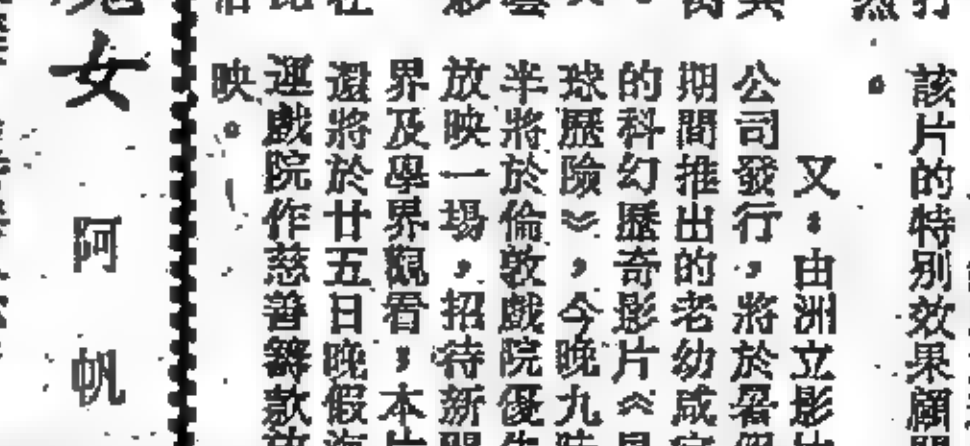 該片的特別效果顧
又，由洲立影
公司發行，將於暑
期間推出的老幼咸
的科幻歷奇影片《
球歷險》，今晚九
半將於倫敦戲院優
放映一場，招待新
界及學界觀看，本
還將於廿五日晚假
運戲院作慈善籌款
映。
女
阿帆